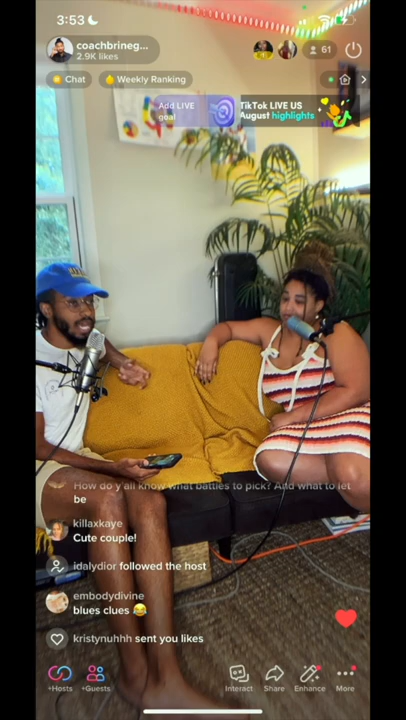 3:53
coachbrineg...
2.9K likes
61
Chat
Weekly Ranking
Add LIVE
goal
TikTok LIVE US
August highlights
How do y'all know what battles to pick? And what to let
be
killaxkaye
Cute couple!
idalydior followed the host
embodydivine
blues clues 😂
kristynuhhh sent you likes
+Hosts
+Guests
Interact
Share
Enhance
More